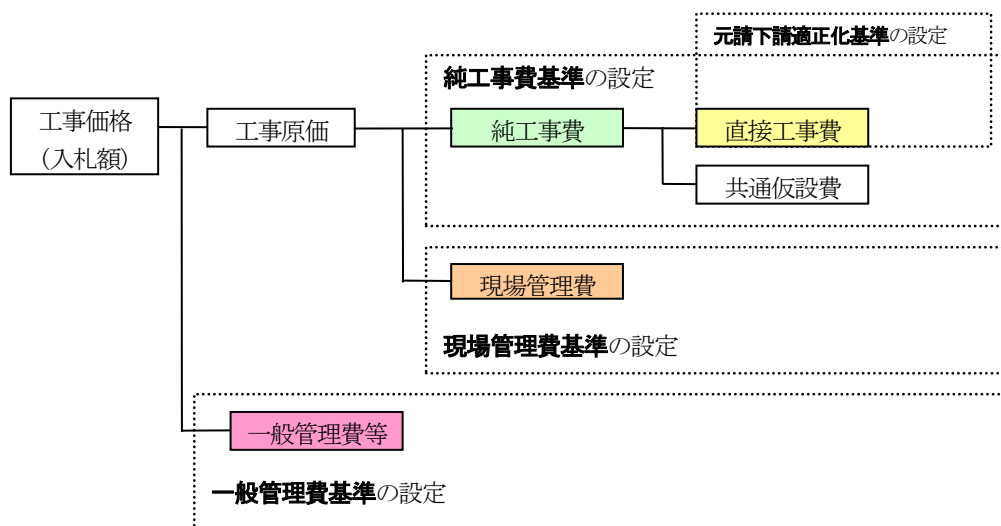 元請下請適正化基準の設定
純工事費基準の設定
工事価格
(入札額)
工事原価
純工事費
直接工事費
共通仮設費
現場管理費
現場管理費基準の設定
一般管理費等
一般管理費基準の設定